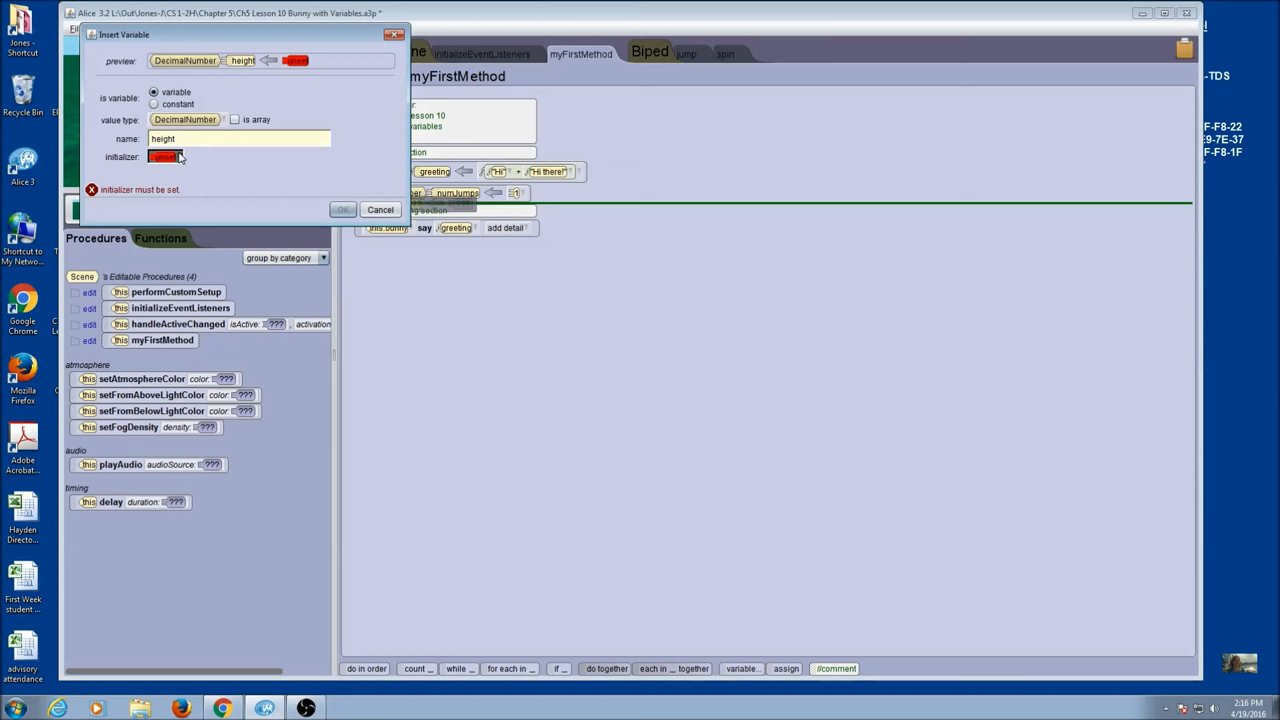 Alice 3.2 L:\Out\Jones-J\CS 1-2H\Chapter 5\Ch5 Lesson 10 Bunny with Variables.a3p *
Jones - Shortcut
Recycle Bin
Alice 3
Shortcut to My Netwo...
Google Chrome
Mozilla Firefox
Adobe Acrobat...
Hayden Directo...
First Week student ...
advisory attendance
Insert Variable
preview: DecimalNumber height
is variable: variable
constant
value type: DecimalNumber is array
name: height
initializer:
initializer must be set.
OK Cancel
initializeEventListeners myFirstMethod Biped jump spin
myFirstMethod
esson 10
variables
ction
greeting "Hi" + "Hi there!"
numJumps 1
section
this.bunny say greeting add detail
Procedures Functions
group by category
Scene 's Editable Procedures (4)
edit this performCustomSetup
edit this initializeEventListeners
edit this handleActiveChanged isActive: ??? , activation
edit this myFirstMethod
atmosphere
this setAtmosphereColor color: ???
this setFromAboveLightColor color: ???
this setFromBelowLightColor color: ???
this setFogDensity density: ???
audio
this playAudio audioSource: ???
timing
this delay duration: ???
do in order count _ while _ for each in _ if _ do together each in _ together variable... assign //comment
-TDS
F-F8-22
9E-7E-37
F-F8-1F
2:16 PM
4/19/2016